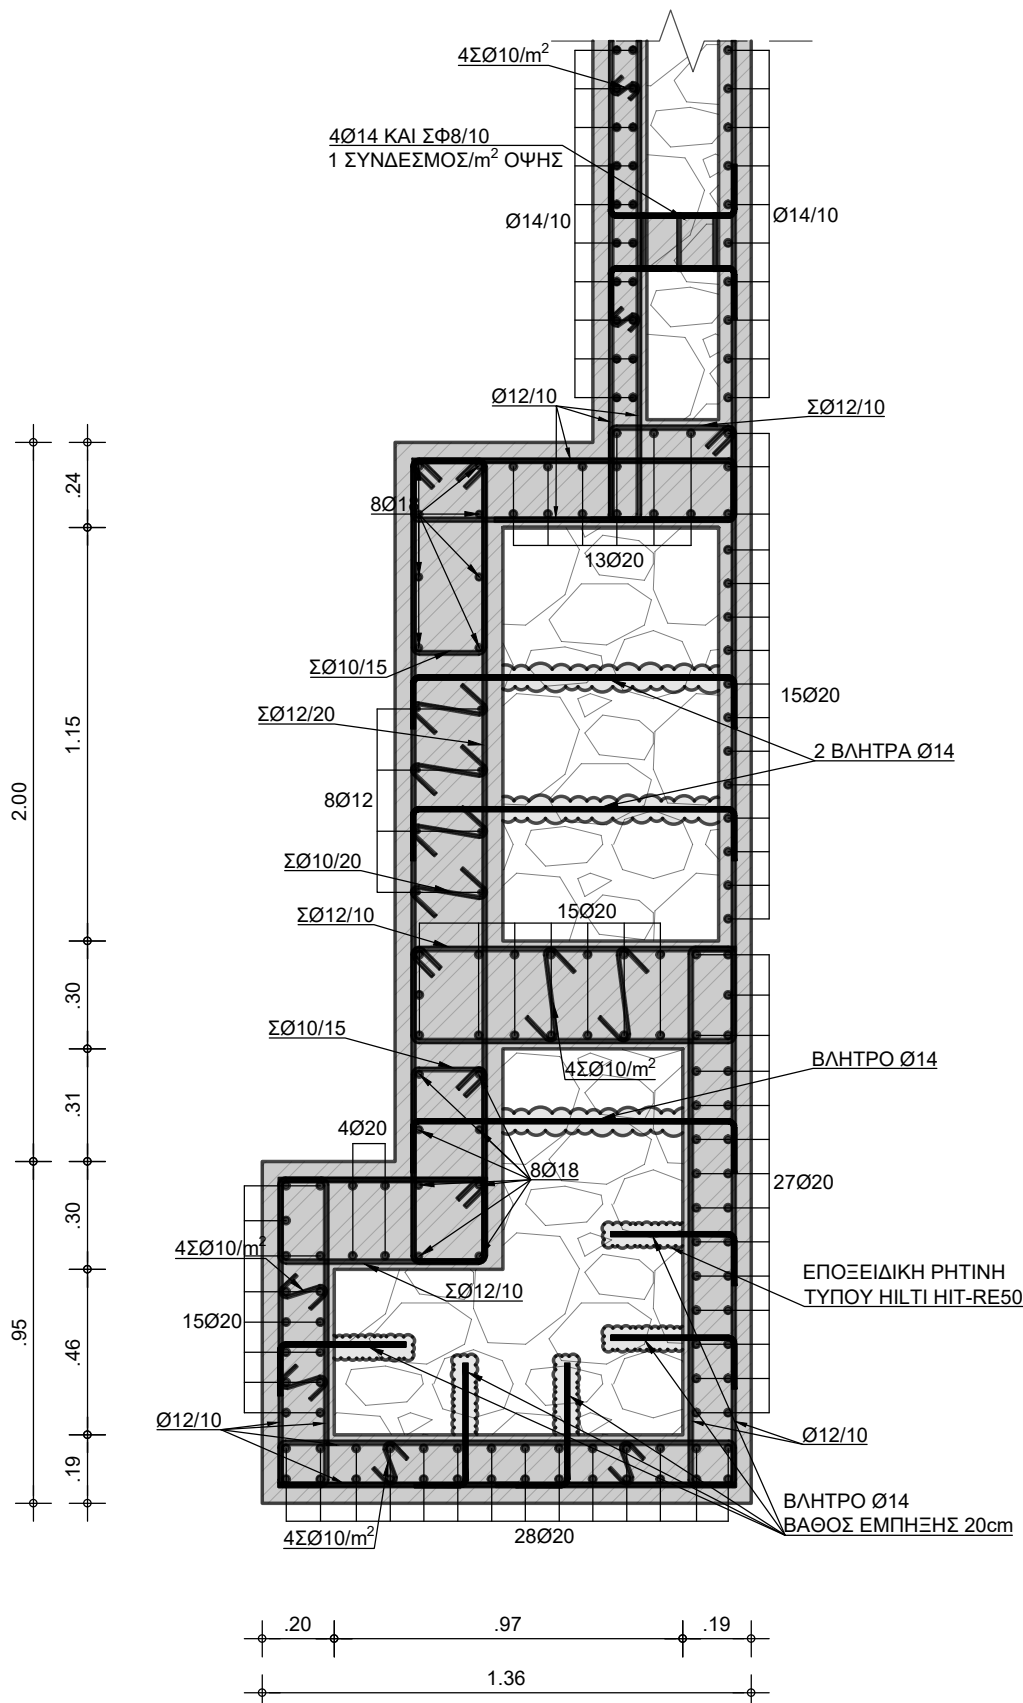 4ΣØ10/m²
4Ø14 ΚΑΙ ΣΦ8/10
1 ΣΥΝΔΕΣΜΟΣ/m² ΟΨΗΣ
Ø14/10
Ø14/10
Ø12/10
ΣØ12/10
.24
8Ø18
13Ø20
ΣØ10/15
15Ø20
ΣØ12/20
1.15
2 ΒΛΗΤΡΑ Ø14
2.00
8Ø12
ΣØ10/20
ΣØ12/10
15Ø20
.30
ΣØ10/15
4ΣØ10/m²
ΒΛΗΤΡΟ Ø14
.31
4Ø20
8Ø18
27Ø20
.30
4ΣØ10/m²
ΣØ12/10
ΕΠΟΞΕΙΔΙΚΗ ΡΗΤΙΝΗ
ΤΥΠΟΥ HILTI HIT-RE50
15Ø20
.95
.46
Ø12/10
Ø12/10
.19
ΒΛΗΤΡΟ Ø14
ΒΑΘΟΣ ΕΜΠΗΞΗΣ 20cm
4ΣØ10/m²
28Ø20
.20
.97
.19
1.36